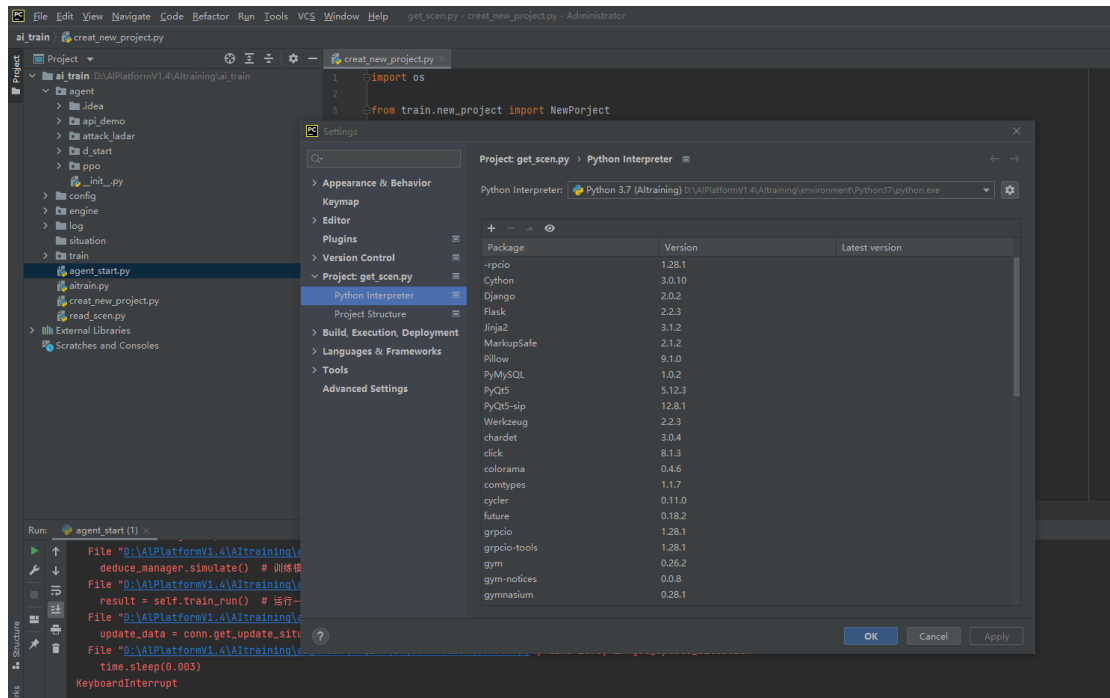 File Edit View Navigate Code Refactor Run Tools VCS Window Help get_scen.py - creat_new_project.py - Administrator
ai_train creat_new_project.py
Project
ai_train D:\AIPlatformV1.4\AItraining\ai_train
agent
.idea
api_demo
attack_ladar
d_start
ppo
__init__.py
config
engine
log
situation
train
agent_start.py
aitrain.py
creat_new_project.py
read_scen.py
External Libraries
Scratches and Consoles
Project
creat_new_project.py
1 import os
2
3 from train.new_project import NewPorject
Settings
Appearance & Behavior
Keymap
Editor
Plugins
Version Control
Project: get_scen.py
Python Interpreter
Project Structure
Build, Execution, Deployment
Languages & Frameworks
Tools
Advanced Settings
Project: get_scen.py › Python Interpreter
Python Interpreter: Python 3.7 (AItraining) D:\AIPlatformV1.4\AItraining\environment\Python37\python.exe
Package Version Latest version
-rpcio 1.28.1
Cython 3.0.10
Django 2.0.2
Flask 2.2.3
Jinja2 3.1.2
MarkupSafe 2.1.2
Pillow 9.1.0
PyMySQL 1.0.2
PyQt5 5.12.3
PyQt5-sip 12.8.1
Werkzeug 2.2.3
chardet 3.0.4
click 8.1.3
colorama 0.4.6
comtypes 1.1.7
cycler 0.11.0
future 0.18.2
grpcio 1.28.1
grpcio-tools 1.28.1
gym 0.26.2
gym-notices 0.0.8
gymnasium 0.28.1
? OK Cancel Apply
Run: agent_start (1)
File "D:\AlPlatformV1.4\AItraining\
deduce_manager.simulate() # 训练
File "D:\AlPlatformV1.4\AItraining\
result = self.train_run() # 运行一
File "D:\AlPlatformV1.4\AItraining\
update_data = conn.get_update_situ
File "D:\AlPlatformV1.4\AItraining\
time.sleep(0.003)
KeyboardInterrupt
Structure